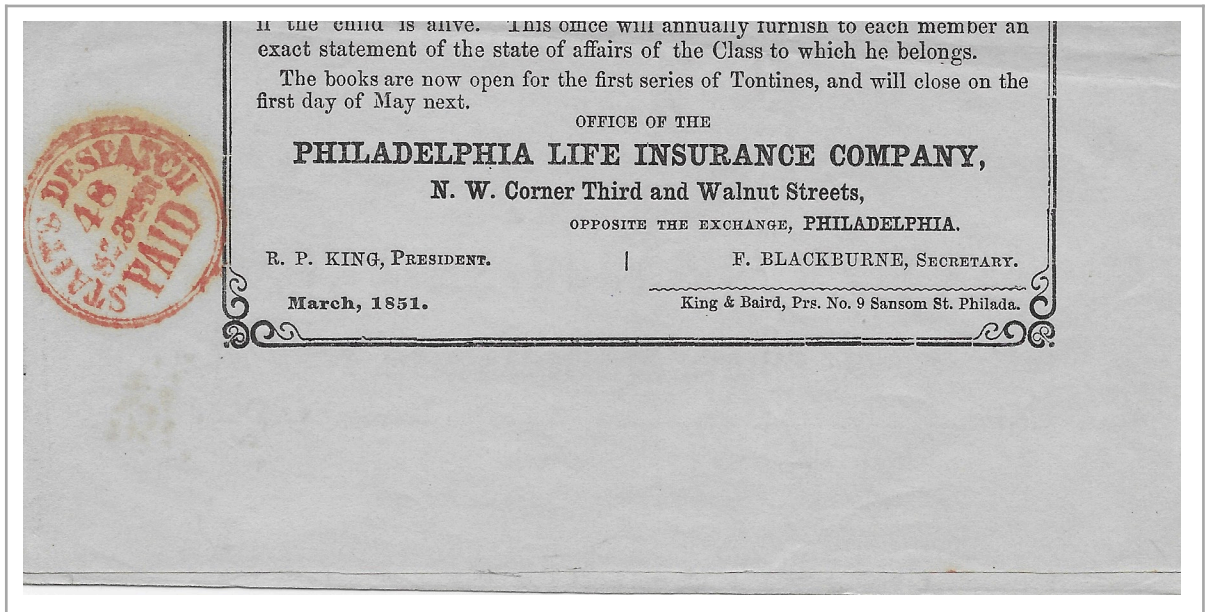 if the child is alive. This office will annually furnish to each member an
exact statement of the state of affairs of the Class to which he belongs.
The books are now open for the first series of Tontines, and will close on the
first day of May next.
OFFICE OF THE
PHILADELPHIA LIFE INSURANCE COMPANY,
N. W. Corner Third and Walnut Streets,
OPPOSITE THE EXCHANGE, PHILADELPHIA.
R. P. KING, PRESIDENT.
F. BLACKBURNE, SECRETARY.
March, 1851.
King & Baird, Prs. No. 9 Sansom St. Philada.
DESPATCH
18
PAID